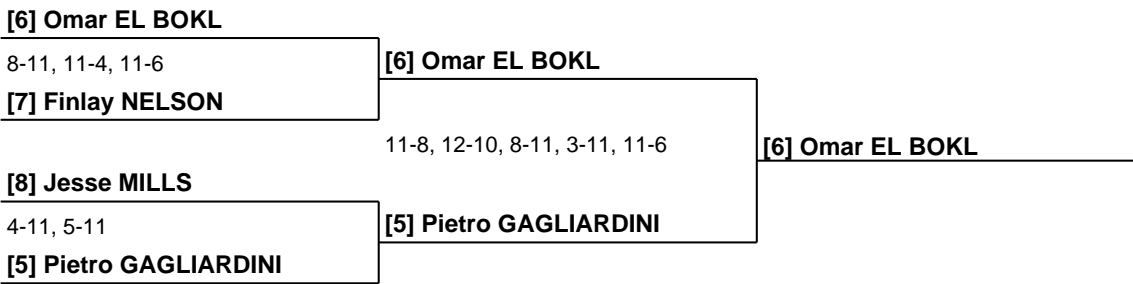 [6] Omar EL BOKL
8-11, 11-4, 11-6
[6] Omar EL BOKL
[7] Finlay NELSON
11-8, 12-10, 8-11, 3-11, 11-6
[6] Omar EL BOKL
[8] Jesse MILLS
4-11, 5-11
[5] Pietro GAGLIARDINI
[5] Pietro GAGLIARDINI